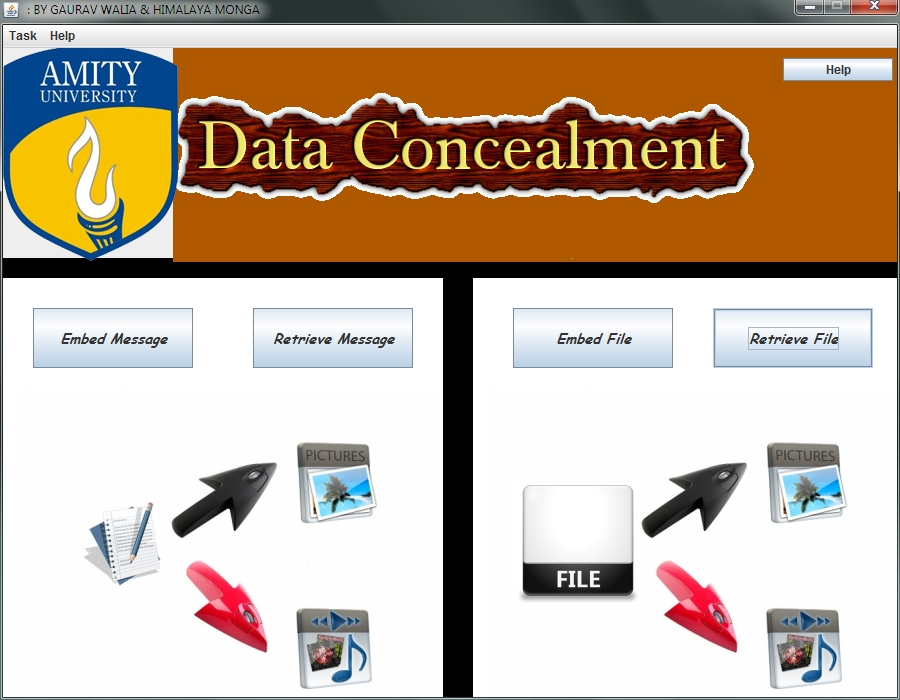 : BY GAURAV WALIA & HIMALAYA MONGA
Task Help
AMITY
UNIVERSITY
Help
Data Concealment
Embed Message
Retrieve Message
Embed File
Retrieve File
PICTURES
PICTURES
FILE